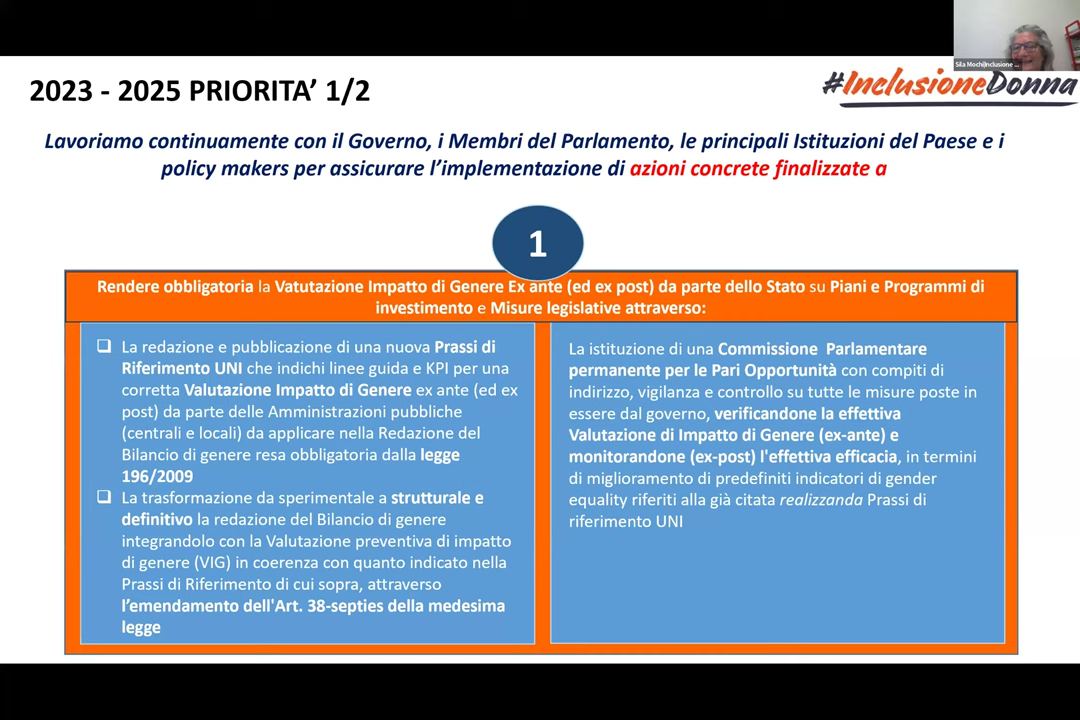 Sila Mochi(Inclusione ...
2023 - 2025 PRIORITA’ 1/2
#InclusioneDonna
Lavoriamo continuamente con il Governo, i Membri del Parlamento, le principali Istituzioni del Paese e i
policy makers per assicurare l’implementazione di azioni concrete finalizzate a
1
Rendere obbligatoria la Vatutazione Impatto di Genere Ex ante (ed ex post) da parte dello Stato su Piani e Programmi di
investimento e Misure legislative attraverso:
❑ La redazione e pubblicazione di una nuova Prassi di
Riferimento UNI che indichi linee guida e KPI per una
corretta Valutazione Impatto di Genere ex ante (ed ex
post) da parte delle Amministrazioni pubbliche
(centrali e locali) da applicare nella Redazione del
Bilancio di genere resa obbligatoria dalla legge
196/2009
❑ La trasformazione da sperimentale a strutturale e
definitivo la redazione del Bilancio di genere
integrandolo con la Valutazione preventiva di impatto
di genere (VIG) in coerenza con quanto indicato nella
Prassi di Riferimento di cui sopra, attraverso
l’emendamento dell'Art. 38-septies della medesima
legge
La istituzione di una Commissione Parlamentare
permanente per le Pari Opportunità con compiti di
indirizzo, vigilanza e controllo su tutte le misure poste in
essere dal governo, verificandone la effettiva
Valutazione di Impatto di Genere (ex-ante) e
monitorandone (ex-post) l'effettiva efficacia, in termini
di miglioramento di predefiniti indicatori di gender
equality riferiti alla già citata realizzanda Prassi di
riferimento UNI